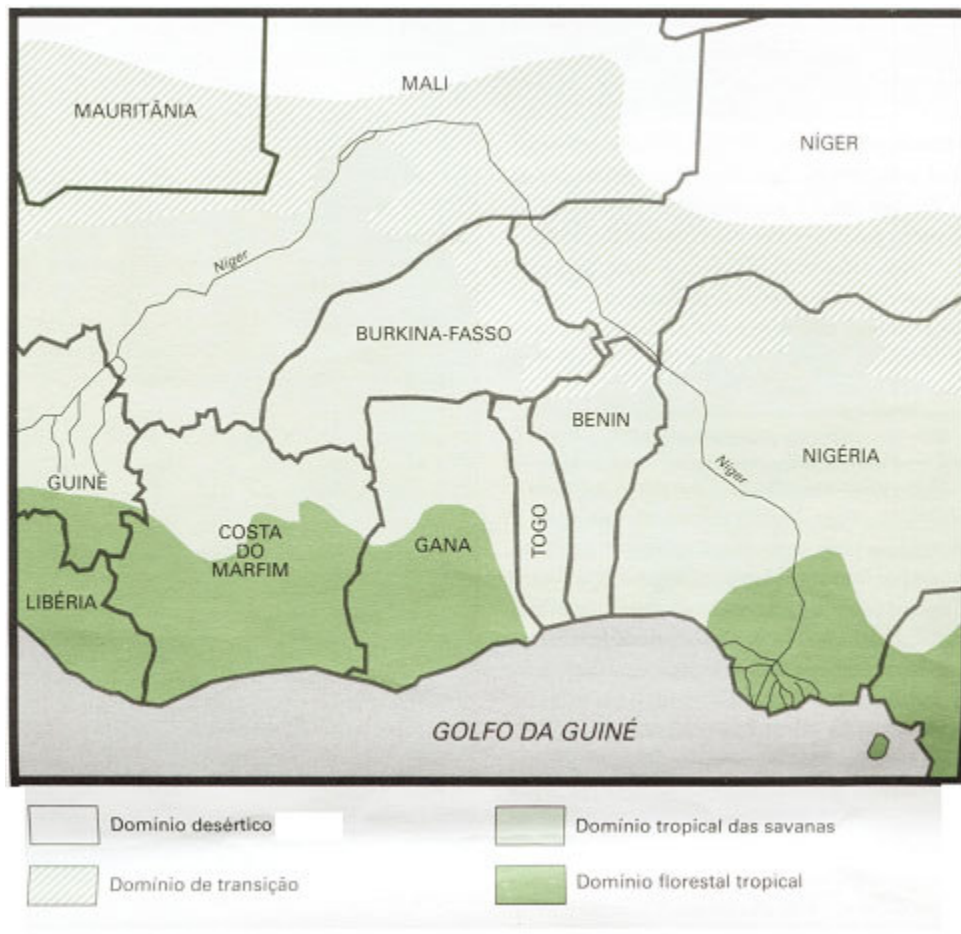 MALI
MAURITÂNIA
NÍGER
Níger
BURKINA-FASSO
BENIN
NIGÉRIA
Níger
GUINÉ
COSTA
DO
MARFIM
GANA
TOGO
LIBÉRIA
GOLFO DA GUINÉ
Domínio desértico
Domínio tropical das savanas
Domínio de transição
Domínio florestal tropical